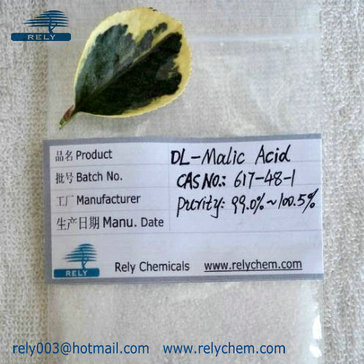 RELY
品名 Product DL-Malic Acid
批号 Batch No. CAS No.: 617-48-1
工厂 Manufacturer Purity: 99.0%~100.5%
生产日期 Manu. Date
RELY Rely Chemicals www.relychem.com
rely003@hotmail.com www.relychem.com